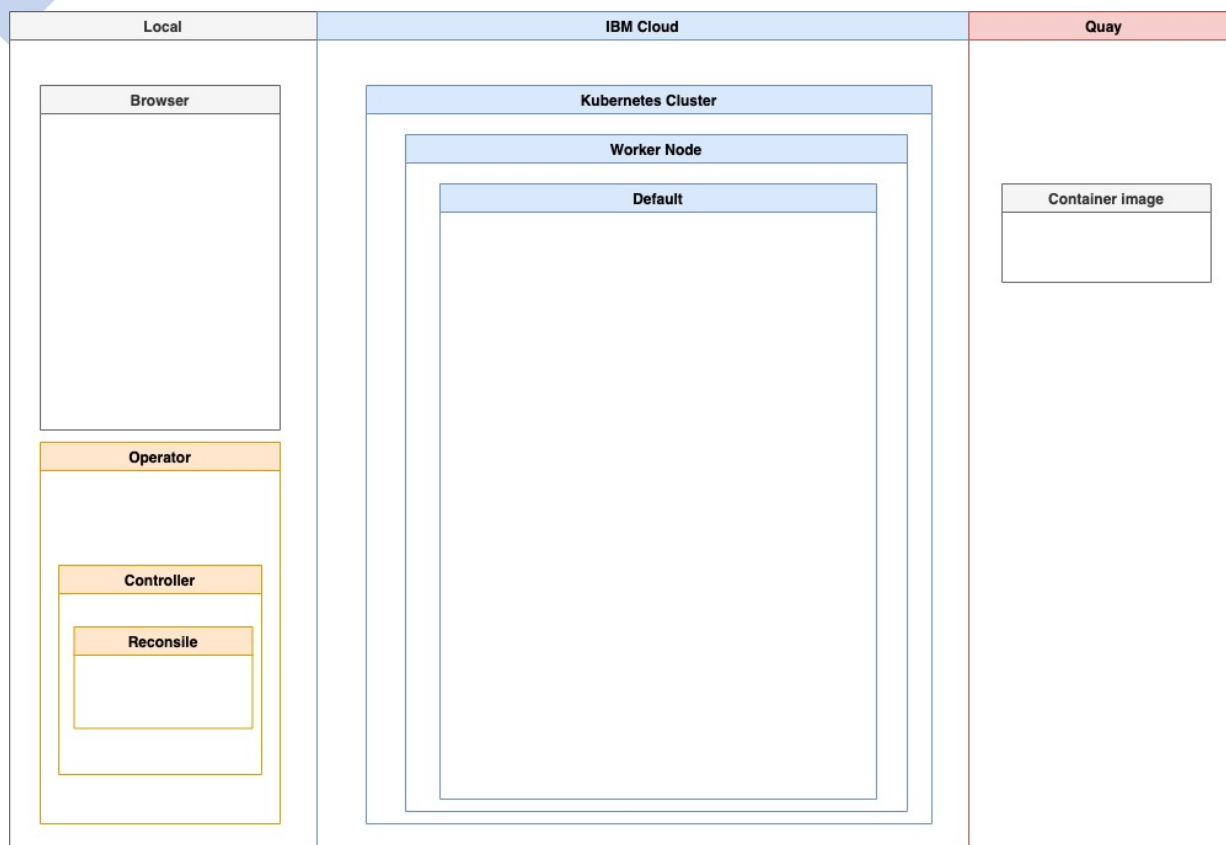 Local
IBM Cloud
Quay
Browser
Kubernetes Cluster
Worker Node
Default
Container image
Operator
Controller
Reconsile